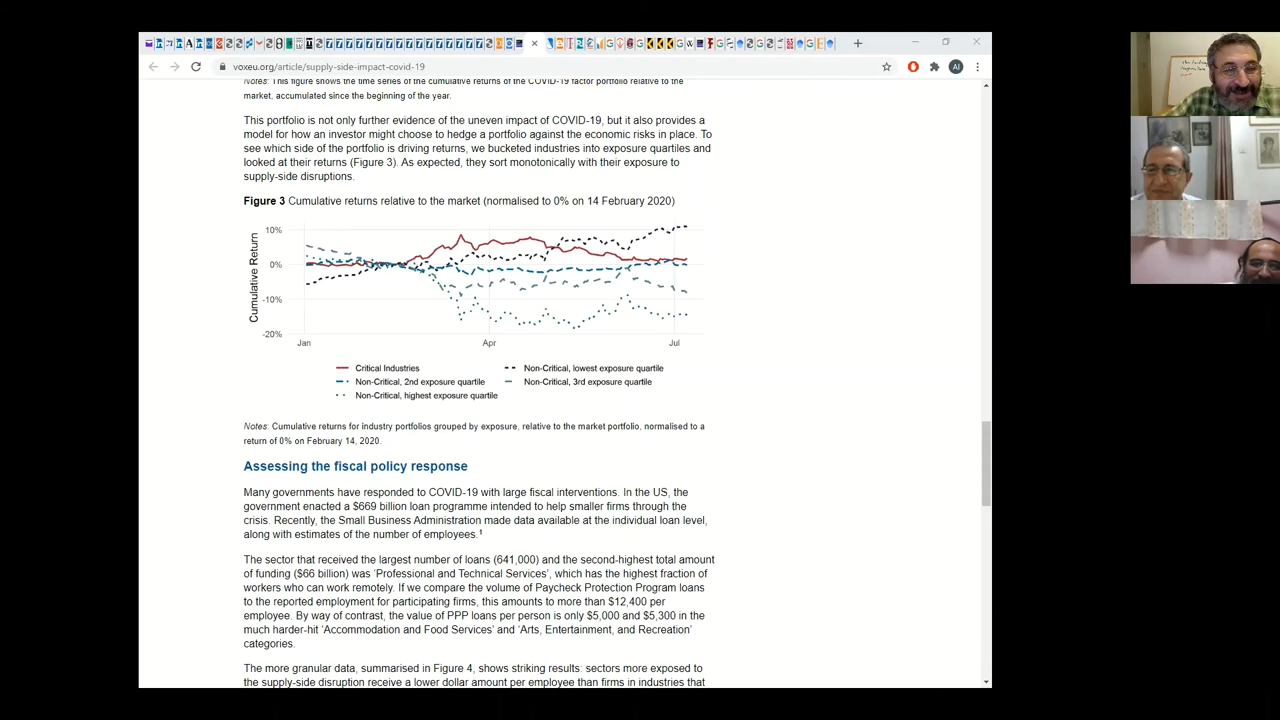 voxeu.org/article/supply-side-impact-covid-19
AI
Notes: This figure shows the time series of the cumulative returns of the COVID-19 factor portfolio relative to the
market, accumulated since the beginning of the year.
This portfolio is not only further evidence of the uneven impact of COVID-19, but it also provides a
model for how an investor might choose to hedge a portfolio against the economic risks in place. To
see which side of the portfolio is driving returns, we bucketed industries into exposure quartiles and
looked at their returns (Figure 3). As expected, they sort monotonically with their exposure to
supply-side disruptions.
Figure 3 Cumulative returns relative to the market (normalised to 0% on 14 February 2020)
Cumulative Return
10%
0%
-10%
-20%
Jan Apr Jul
Critical Industries Non-Critical, lowest exposure quartile
Non-Critical, 2nd exposure quartile Non-Critical, 3rd exposure quartile
Non-Critical, highest exposure quartile
Notes: Cumulative returns for industry portfolios grouped by exposure, relative to the market portfolio, normalised to a
return of 0% on February 14, 2020.
Assessing the fiscal policy response
Many governments have responded to COVID-19 with large fiscal interventions. In the US, the
government enacted a $669 billion loan programme intended to help smaller firms through the
crisis. Recently, the Small Business Administration made data available at the individual loan level,
along with estimates of the number of employees.1
The sector that received the largest number of loans (641,000) and the second-highest total amount
of funding ($66 billion) was ‘Professional and Technical Services’, which has the highest fraction of
workers who can work remotely. If we compare the volume of Paycheck Protection Program loans
to the reported employment for participating firms, this amounts to more than $12,400 per
employee. By way of contrast, the value of PPP loans per person is only $5,000 and $5,300 in the
much harder-hit ‘Accommodation and Food Services’ and ‘Arts, Entertainment, and Recreation’
categories.
The more granular data, summarised in Figure 4, shows striking results: sectors more exposed to
the supply-side disruption receive a lower dollar amount per employee than firms in industries that